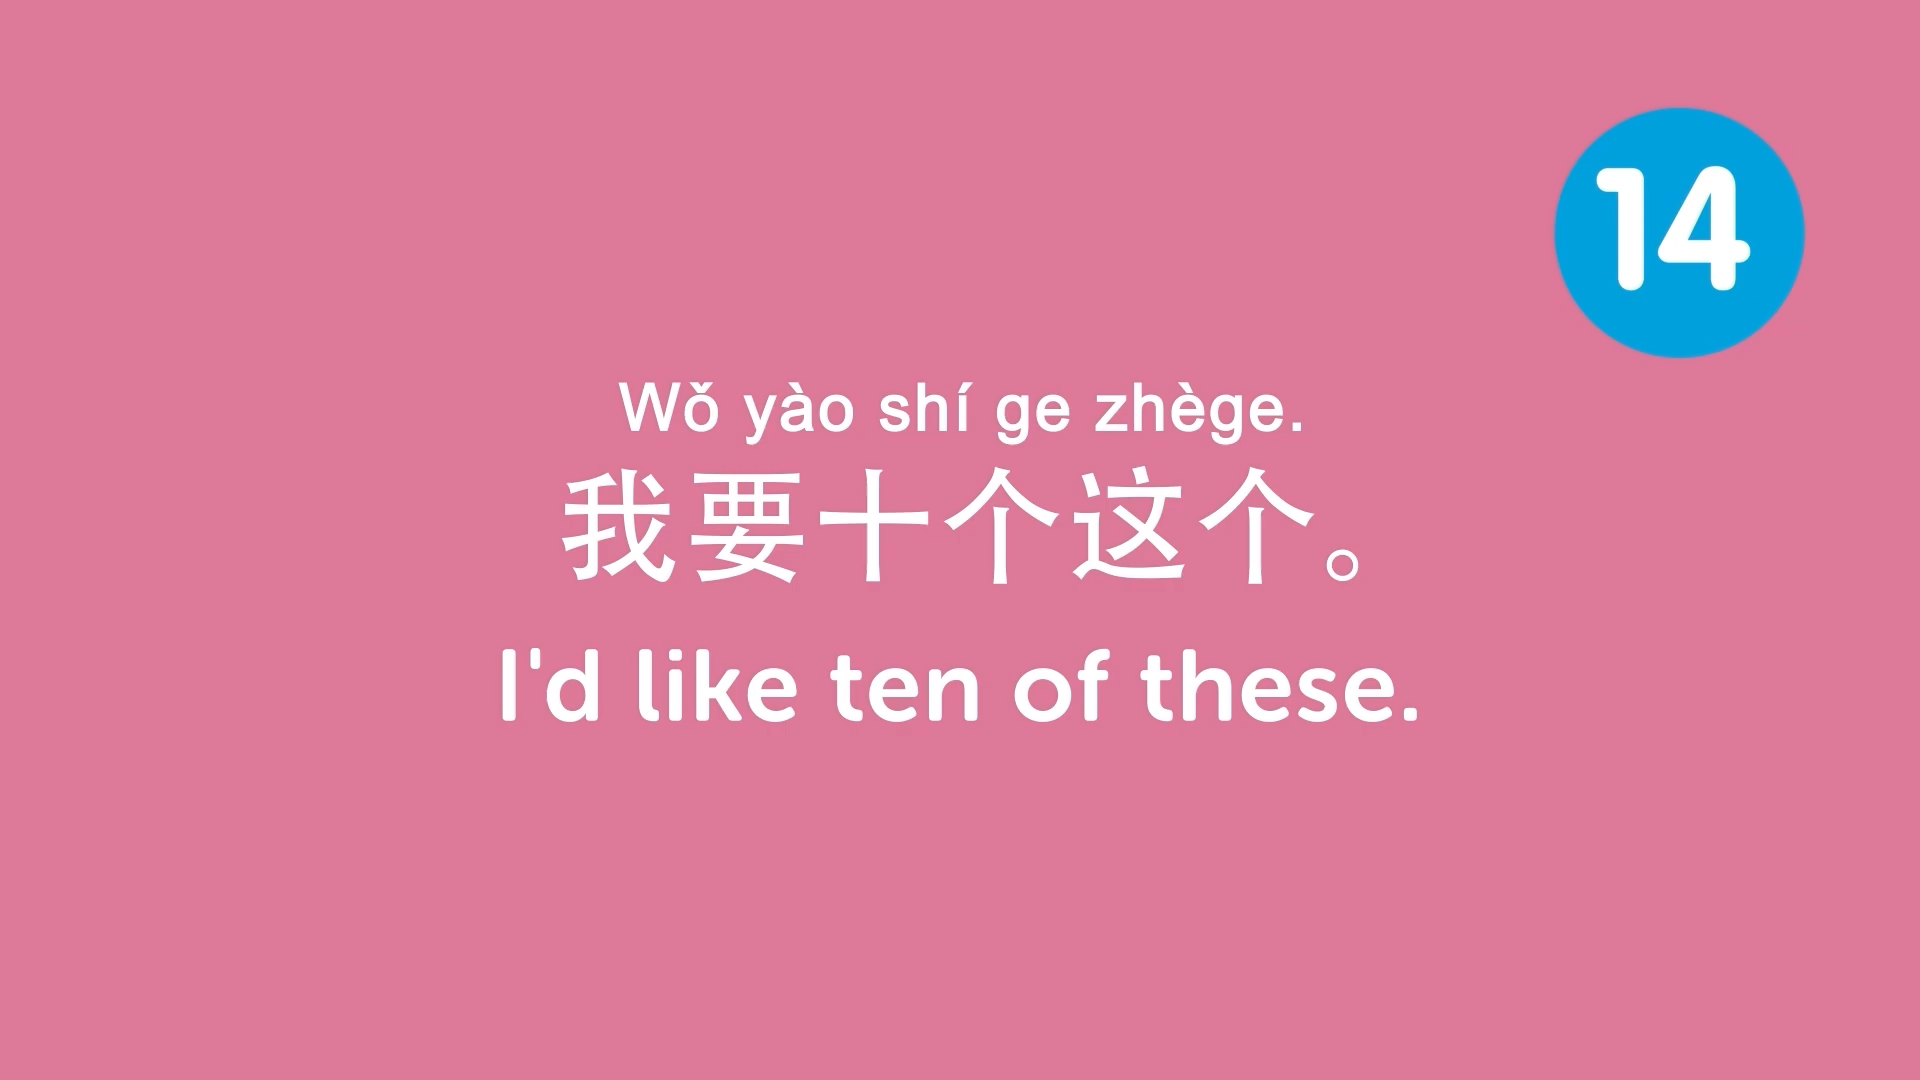 14
Wǒ yào shí ge zhège.
我要十个这个。
I'd like ten of these.